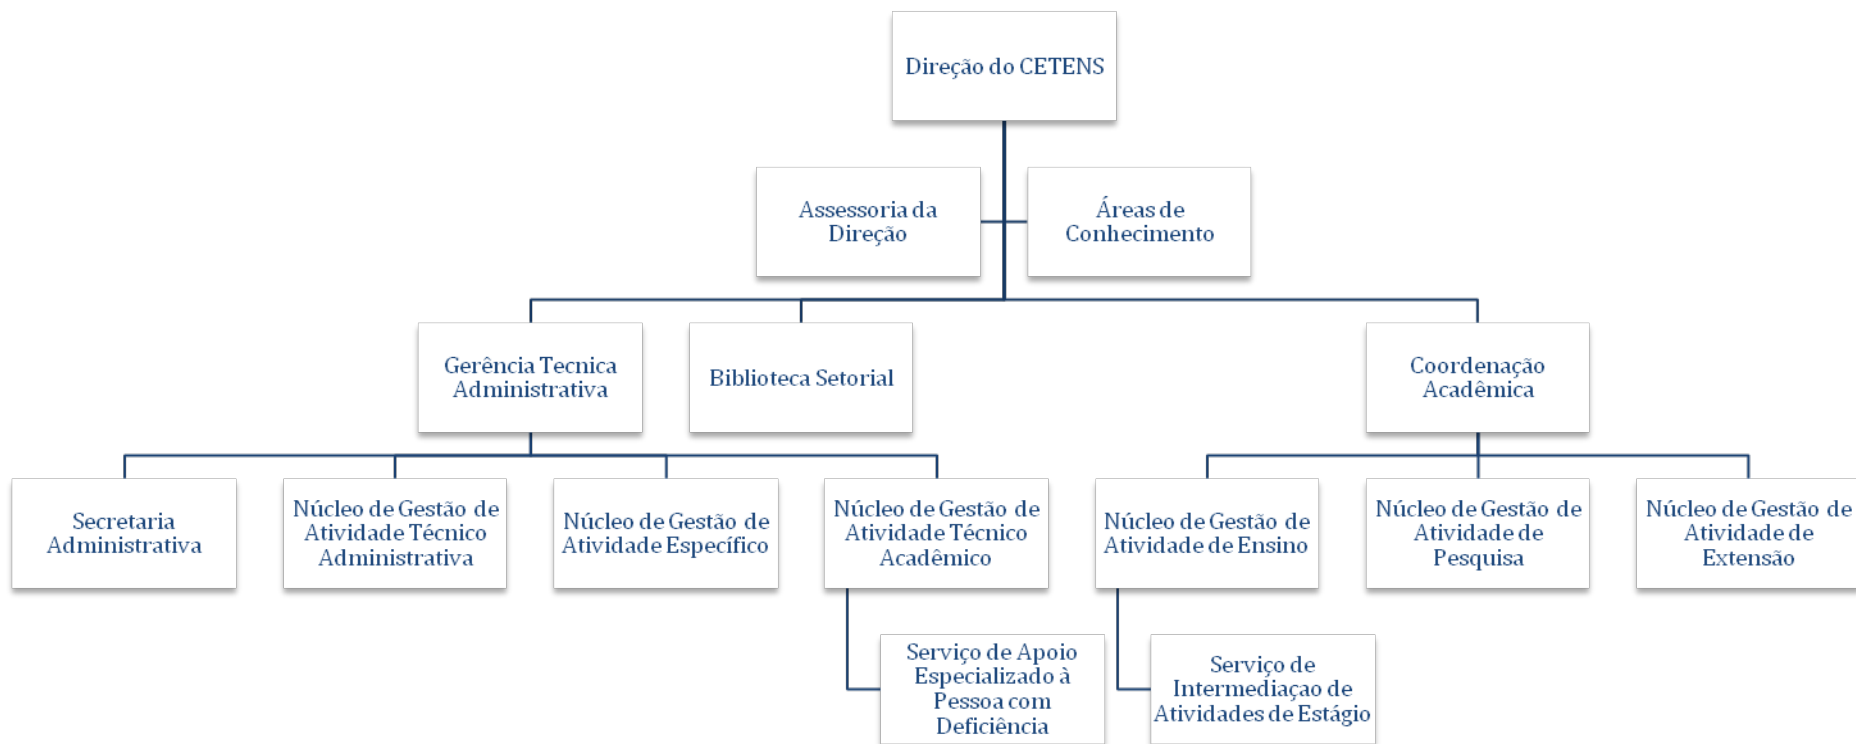 Direção do CETENS
Assessoria da
Direção
Áreas de
Conhecimento
Gerência Tecnica
Administrativa
Biblioteca Setorial
Coordenação
Acadêmica
Secretaria
Administrativa
Núcleo de Gestão de
Atividade Técnico
Administrativa
Núcleo de Gestão de
Atividade Específico
Núcleo de Gestão de
Atividade Técnico
Acadêmico
Núcleo de Gestão de
Atividade de Ensino
Núcleo de Gestão de
Atividade de
Pesquisa
Núcleo de Gestão de
Atividade de
Extensão
Serviço de Apoio
Especializado à
Pessoa com
Deficiência
Serviço de
Intermediaçao de
Atividades de Estágio